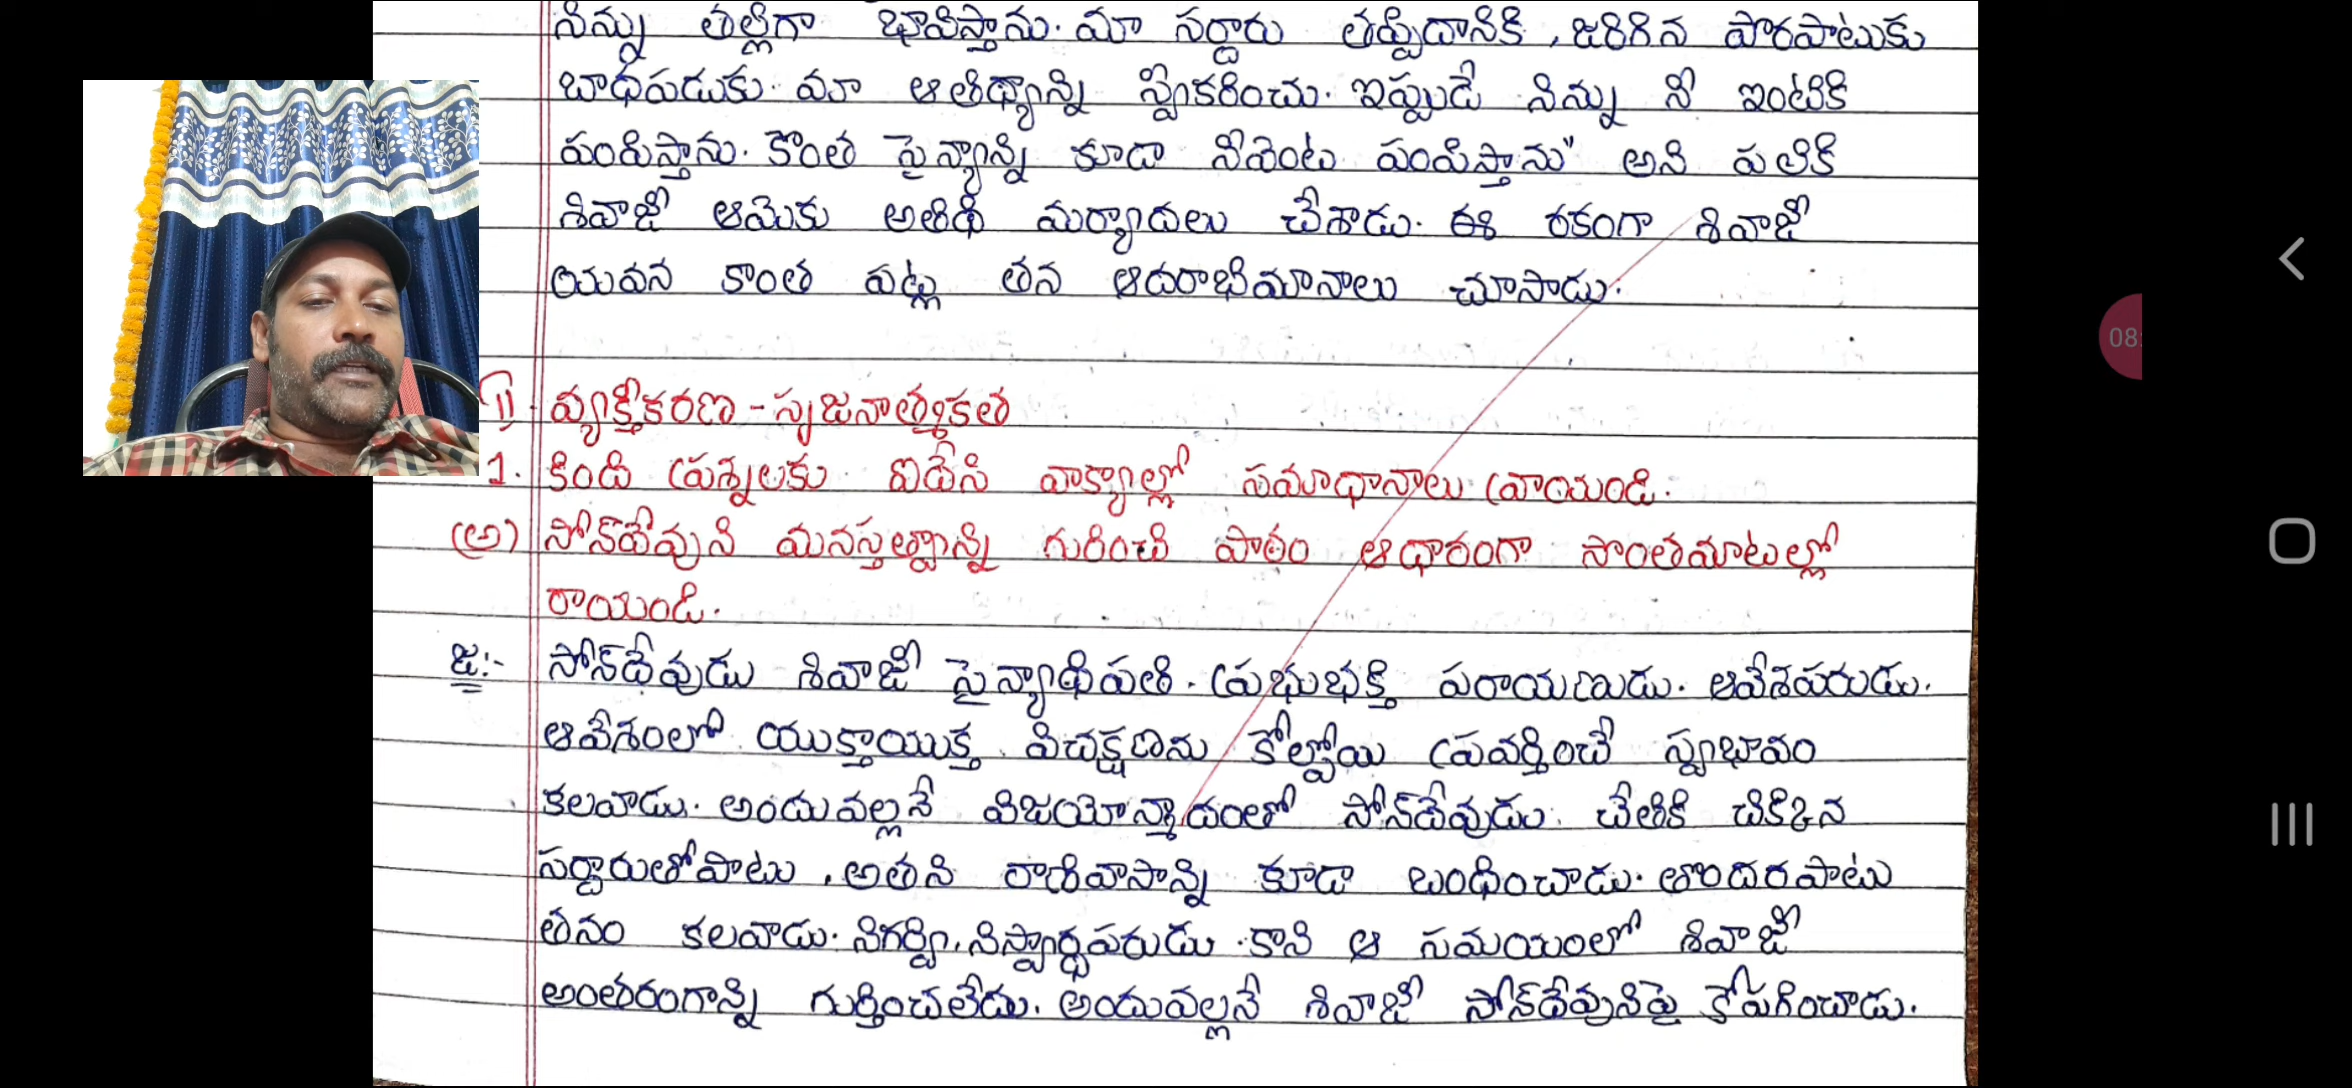 నిన్ను తల్లిగా భావిస్తాను. మా సర్దారు తప్పిదానికి, జరిగిన పొరపాటుకు
బాధపడుకు. మా ఆతిథ్యాన్ని స్వీకరించు. ఇప్పుడే నిన్ను నీ ఇంటికి
పంపిస్తాను. కొంత సైన్యాన్ని కూడా నీవెంట పంపిస్తాను" అని పలికి
శివాజీ ఆమెకు అతిథి మర్యాదలు చేశాడు. ఈ రకంగా శివాజీ
యవన కాంత పట్ల తన ఆదరాభిమానాలు చూసాడు.
II. వ్యక్తీకరణ - సృజనాత్మకత
1. కింది ప్రశ్నలకు ఐదేసి వాక్యాల్లో సమాధానాలు వ్రాయండి.
(అ) సోన్‌దేవుని మనస్తత్వాన్ని గురించి పాఠం ఆధారంగా సొంతమాటల్లో
రాయండి.
జ:- సోన్‌దేవుడు శివాజీ సైన్యాధిపతి. ప్రభుభక్తి పరాయణుడు. ఆవేశపరుడు.
ఆవేశంలో యుక్తాయుక్త విచక్షణను కోల్పోయి ప్రవర్తించే స్వభావం
కలవాడు. అందువల్లనే విజయోన్మాదంతో సోన్‌దేవుడు. చేతికి చిక్కిన
సర్దారుతోపాటు, అతని రాణివాసాన్ని కూడా బంధించాడు. తొందరపాటు
తనం కలవాడు. నిగర్వి, నిస్వార్థపరుడు. కాని ఆ సమయంలో శివాజీ
అంతరంగాన్ని గుర్తించలేడు. అందువల్లనే శివాజీ సోన్‌దేవునిపై కోపగించాడు.
08: